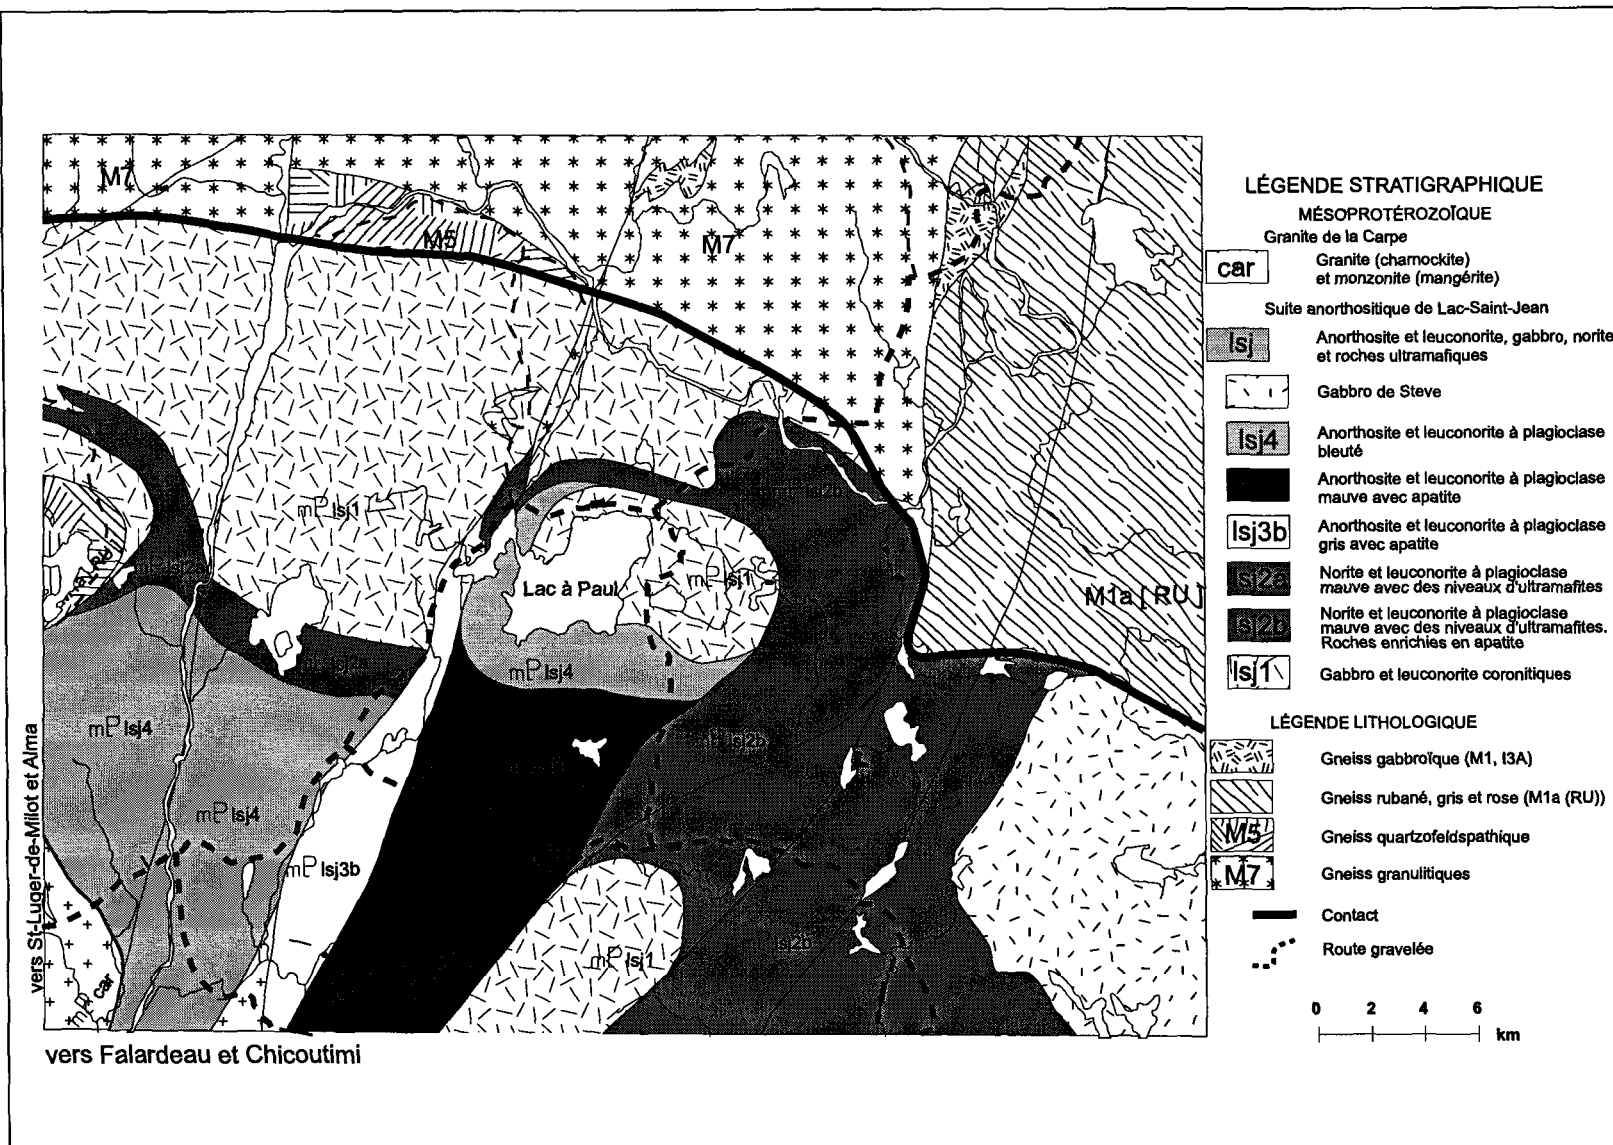 M7
M5
M7
mP lsj1
mP lsj2b
mP lsj2a
Lac à Paul
mP lsj1
M1a [ RU ]
mP lsj2a
mP lsj4
mP lsj4
mP lsj2b
mP lsj4
mP lsj3b
mP lsj2b
mP lsj1
mP car
vers St-Luger-de-Milot et Alma
vers Falardeau et Chicoutimi
LÉGENDE STRATIGRAPHIQUE
MÉSOPROTÉROZOÏQUE
Granite de la Carpe
car
Granite (charnockite)
et monzonite (mangérite)
Suite anorthositique de Lac-Saint-Jean
lsj
Anorthosite et leuconorite, gabbro, norite
et roches ultramafiques
Gabbro de Steve
lsj4
Anorthosite et leuconorite à plagioclase
bleuté
Anorthosite et leuconorite à plagioclase
mauve avec apatite
lsj3b
Anorthosite et leuconorite à plagioclase
gris avec apatite
lsj2a
Norite et leuconorite à plagioclase
mauve avec des niveaux d'ultramafites
lsj2b
Norite et leuconorite à plagioclase
mauve avec des niveaux d'ultramafites.
Roches enrichies en apatite
lsj1
Gabbro et leuconorite coronitiques
LÉGENDE LITHOLOGIQUE
Gneiss gabbroïque (M1, I3A)
Gneiss rubané, gris et rose (M1a (RU))
M5
Gneiss quartzofeldspathique
M7
Gneiss granulitiques
Contact
Route gravelée
0 2 4 6
km